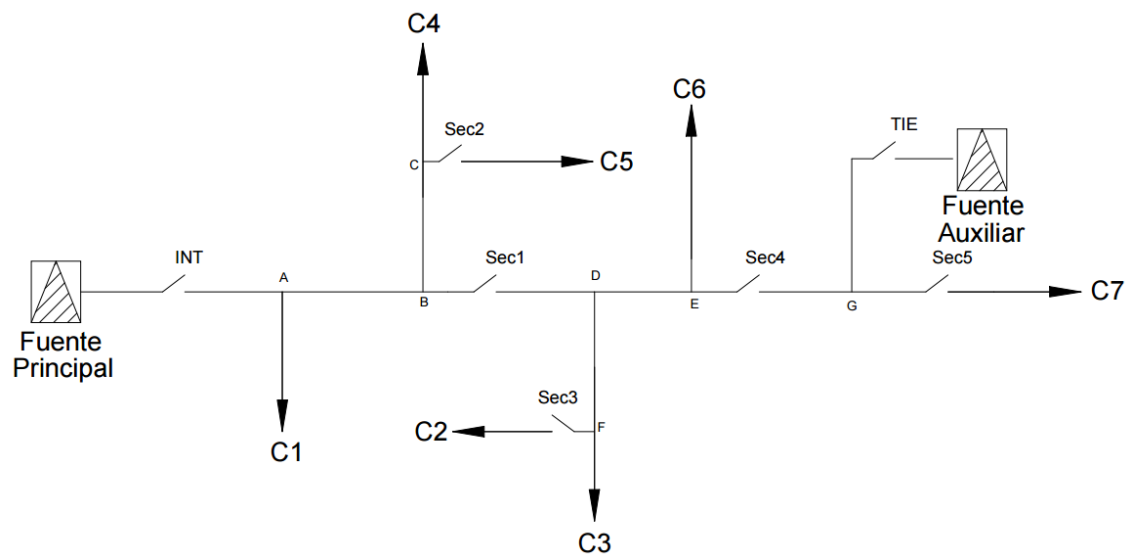 C4
Sec2
C
C5
C6
TIE
Fuente
Auxiliar
INT
A
B
Sec1
D
E
Sec4
G
Sec5
C7
Fuente
Principal
C1
Sec3
C2
F
C3